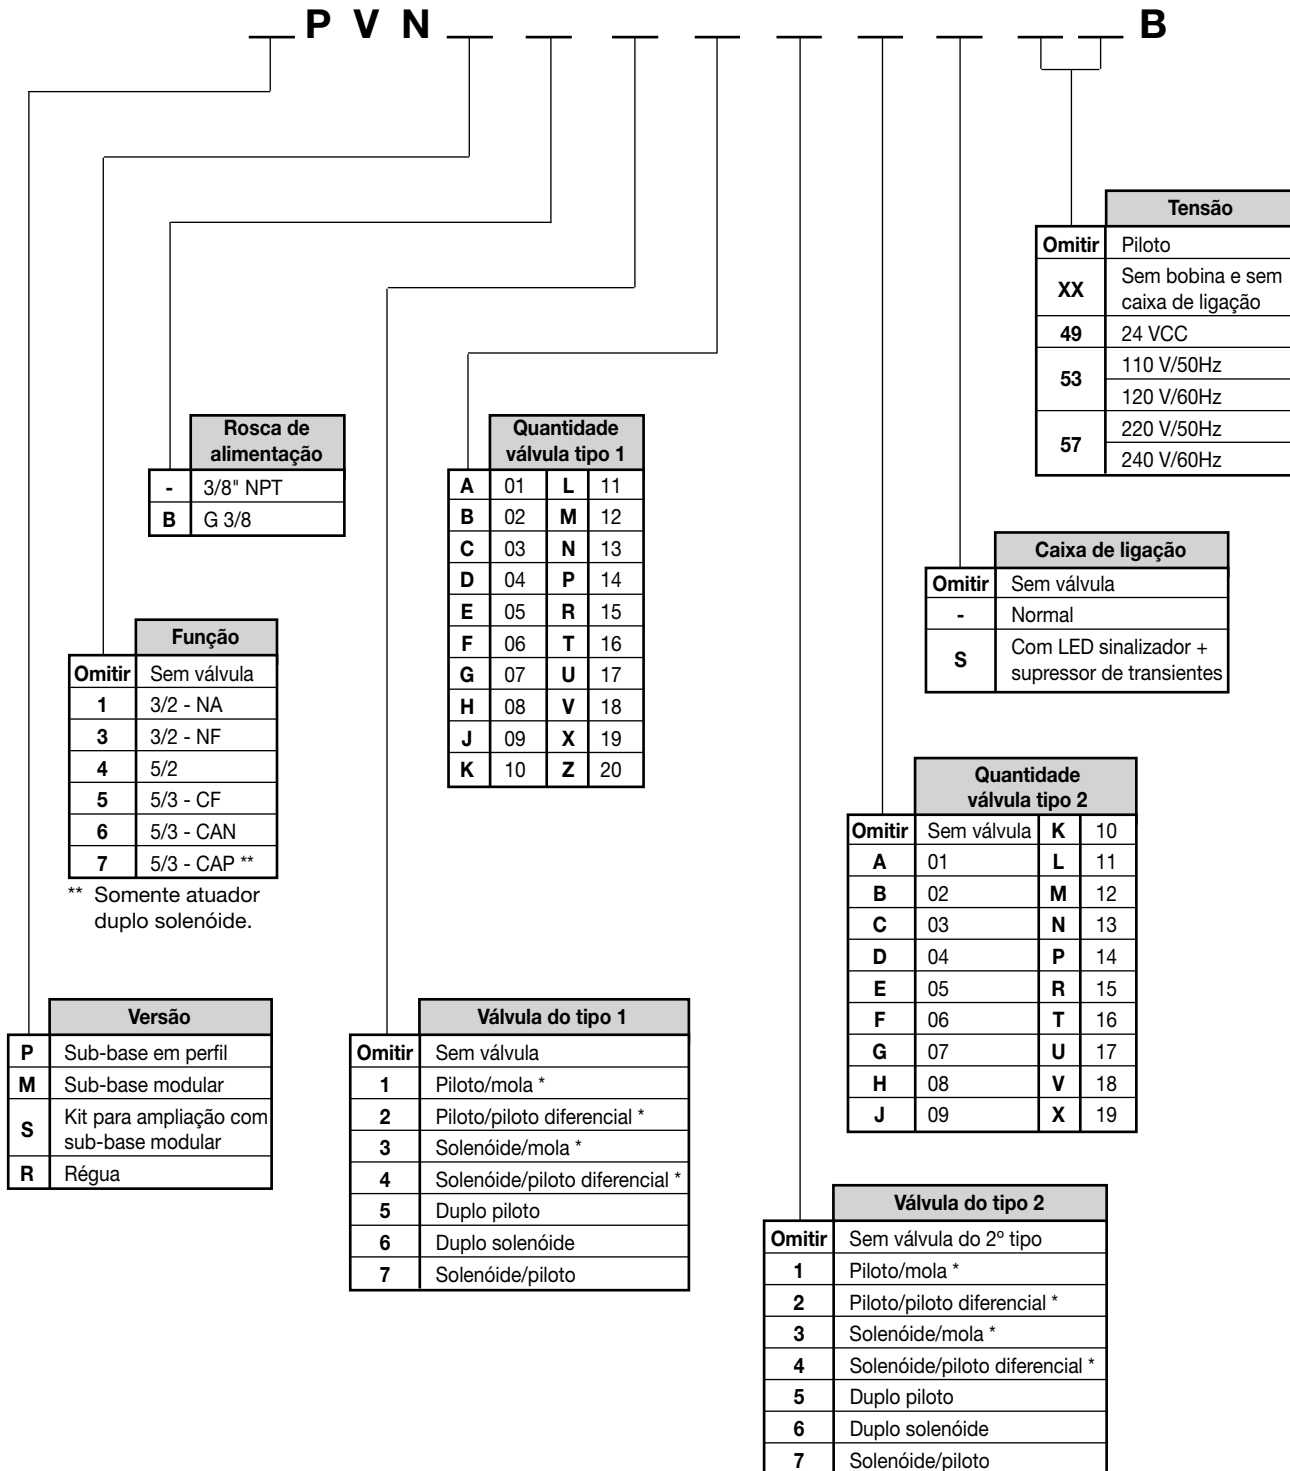 P V N B
Tensão
Omitir Piloto
XX Sem bobina e sem
caixa de ligação
49 24 VCC
53 110 V/50Hz
120 V/60Hz
57 220 V/50Hz
240 V/60Hz
Rosca de
alimentação
- 3/8" NPT
B G 3/8
Quantidade
válvula tipo 1
A 01 L 11
B 02 M 12
C 03 N 13
D 04 P 14
E 05 R 15
F 06 T 16
G 07 U 17
H 08 V 18
J 09 X 19
K 10 Z 20
Caixa de ligação
Omitir Sem válvula
- Normal
S Com LED sinalizador +
supressor de transientes
Função
Omitir Sem válvula
1 3/2 - NA
3 3/2 - NF
4 5/2
5 5/3 - CF
6 5/3 - CAN
7 5/3 - CAP **
** Somente atuador
duplo solenóide.
Quantidade
válvula tipo 2
Omitir Sem válvula K 10
A 01 L 11
B 02 M 12
C 03 N 13
D 04 P 14
E 05 R 15
F 06 T 16
G 07 U 17
H 08 V 18
J 09 X 19
Versão
P Sub-base em perfil
M Sub-base modular
S Kit para ampliação com
sub-base modular
R Régua
Válvula do tipo 1
Omitir Sem válvula
1 Piloto/mola *
2 Piloto/piloto diferencial *
3 Solenóide/mola *
4 Solenóide/piloto diferencial *
5 Duplo piloto
6 Duplo solenóide
7 Solenóide/piloto
Válvula do tipo 2
Omitir Sem válvula do 2º tipo
1 Piloto/mola *
2 Piloto/piloto diferencial *
3 Solenóide/mola *
4 Solenóide/piloto diferencial *
5 Duplo piloto
6 Duplo solenóide
7 Solenóide/piloto